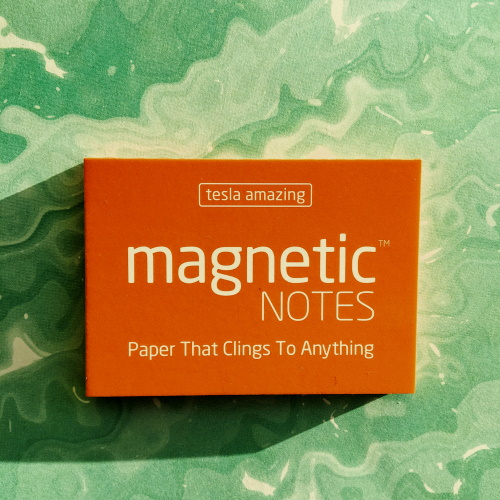 tesla amazing
magnetic™
NOTES
Paper That Clings To Anything